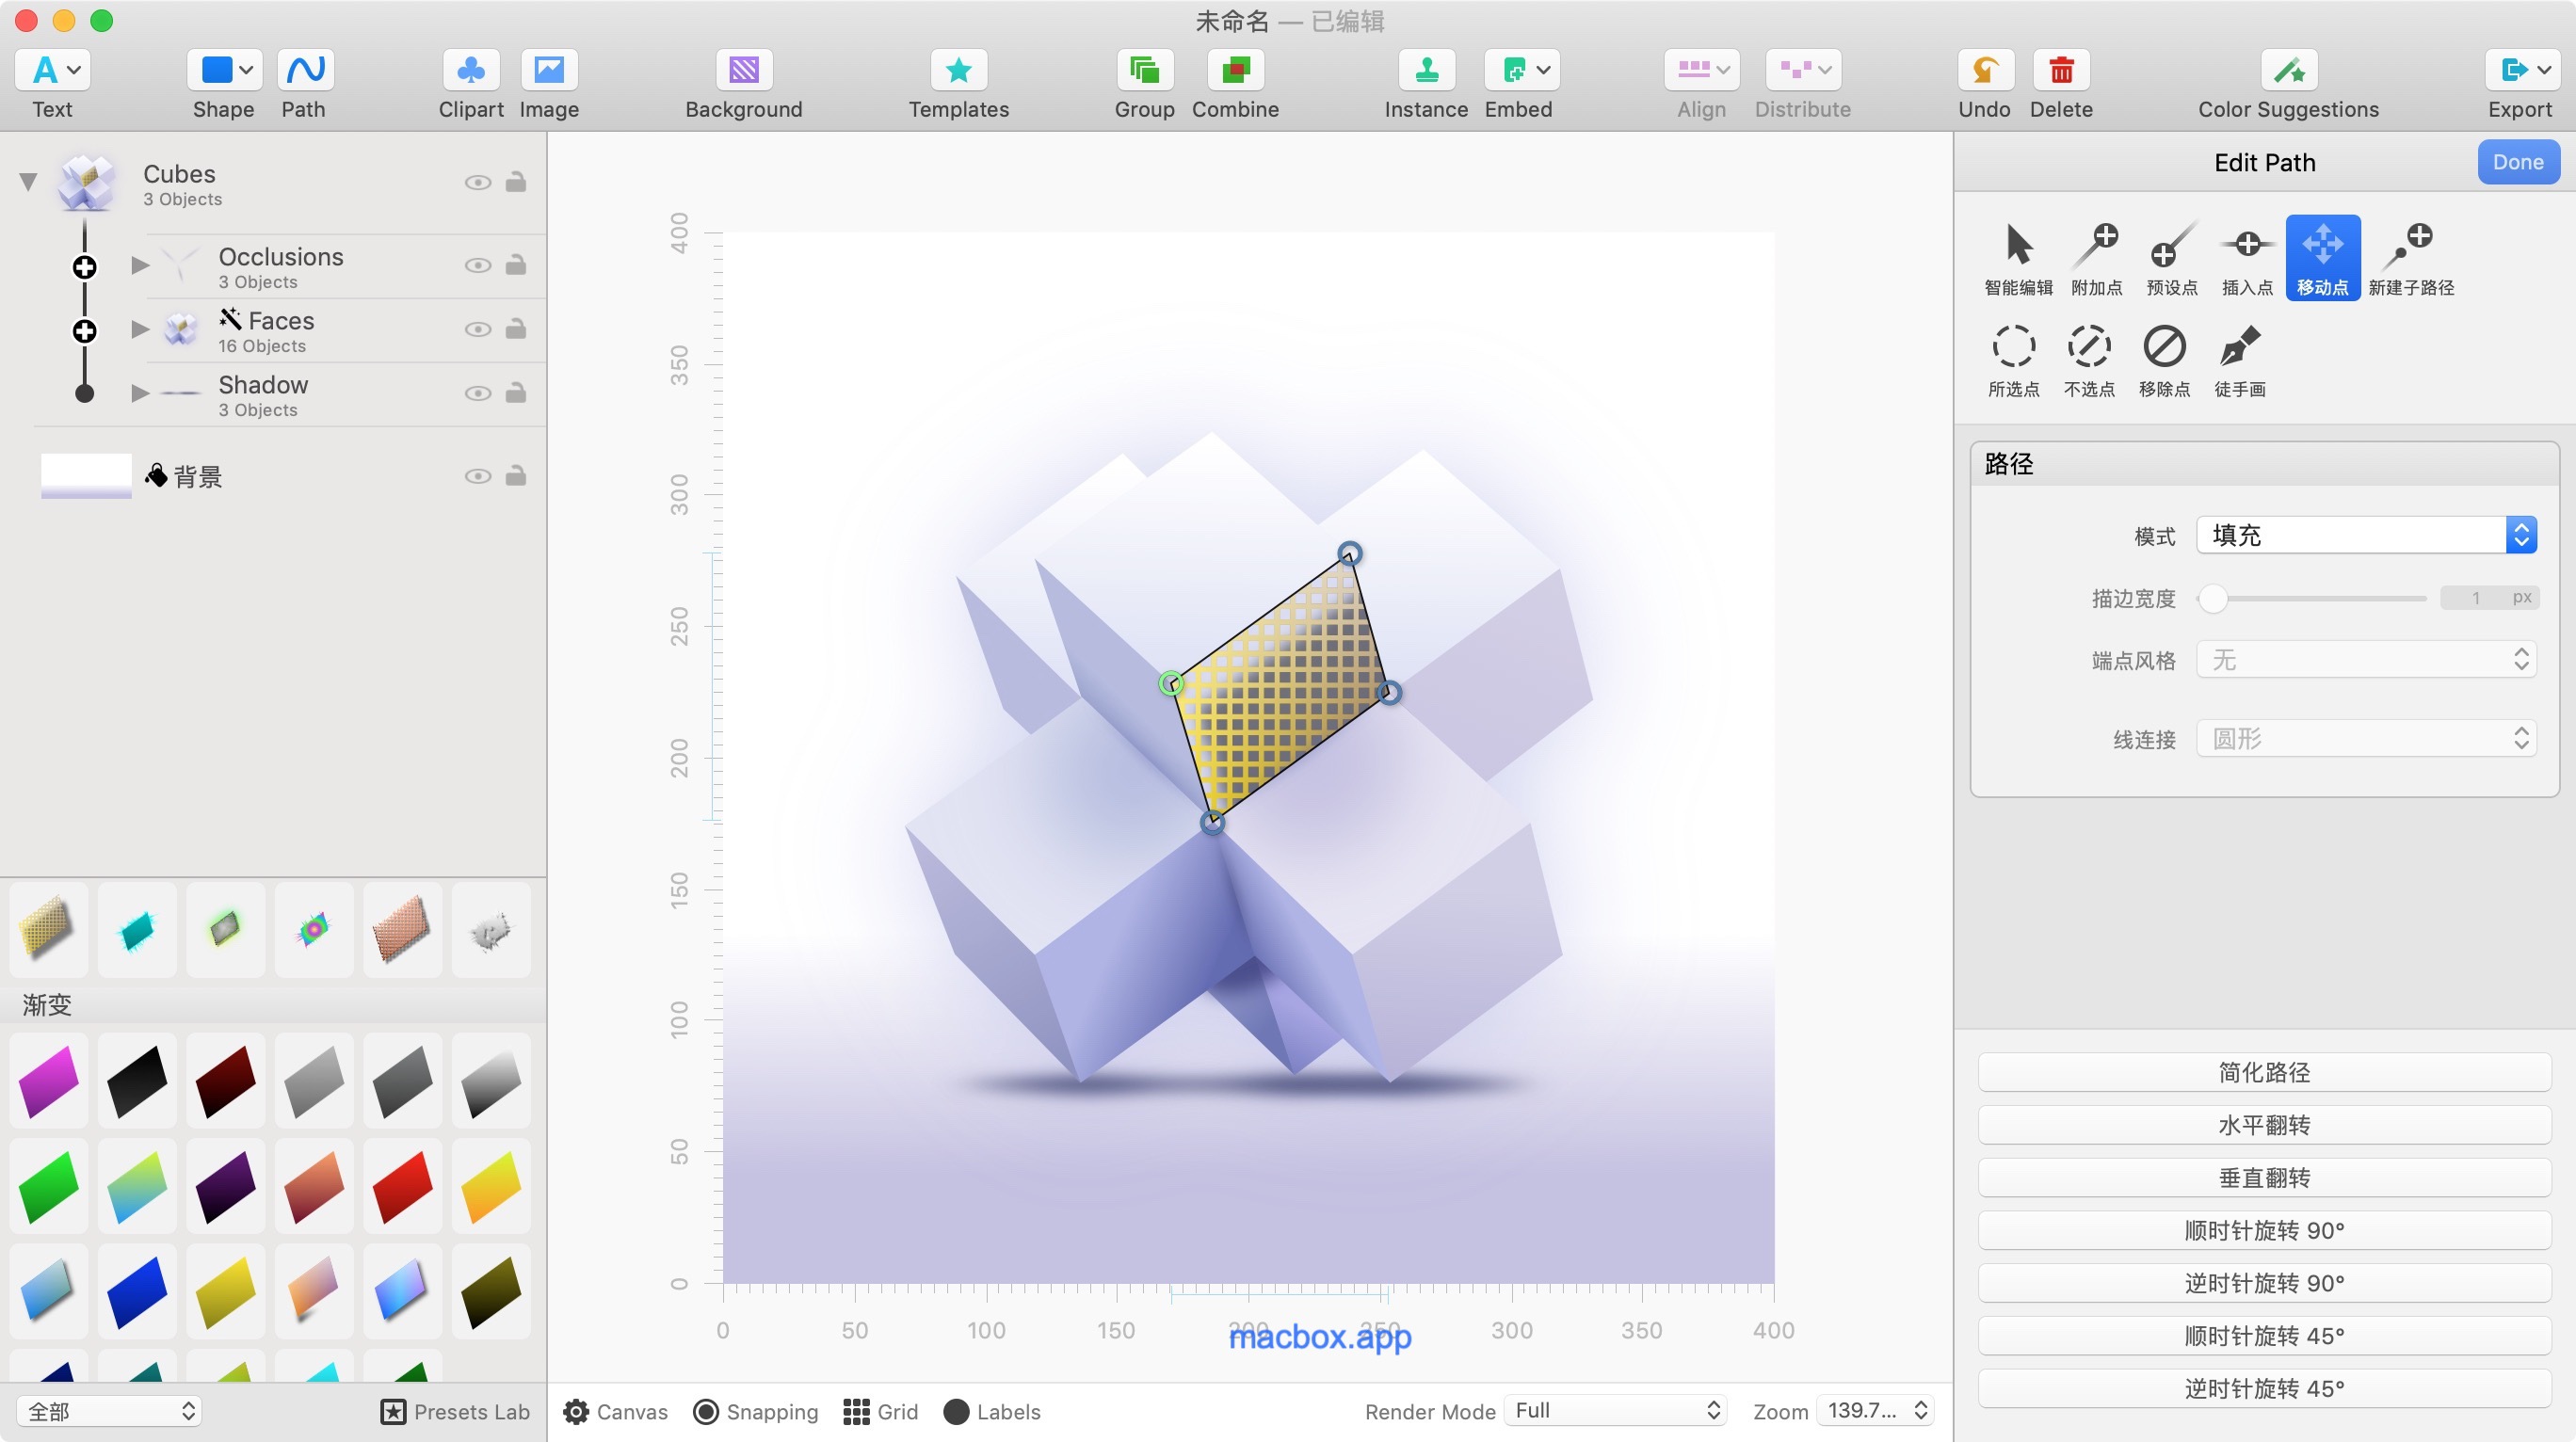 未命名 — 已编辑
Text
Shape
Path
Clipart
Image
Background
Templates
Group
Combine
Instance
Embed
Align
Distribute
Undo
Delete
Color Suggestions
Export
Cubes
3 Objects
Occlusions
3 Objects
Faces
16 Objects
Shadow
3 Objects
背景
渐变
全部
Presets Lab
400
350
300
250
200
150
100
50
0
0 50 100 150 200 250 300 350 400
macbox.app
Canvas
Snapping
Grid
Labels
Render Mode
Full
Zoom
139.7...
Edit Path
Done
智能编辑
附加点
预设点
插入点
移动点
新建子路径
所选点
不选点
移除点
徒手画
路径
模式
填充
描边宽度
1 px
端点风格
无
线连接
圆形
简化路径
水平翻转
垂直翻转
顺时针旋转 90°
逆时针旋转 90°
顺时针旋转 45°
逆时针旋转 45°